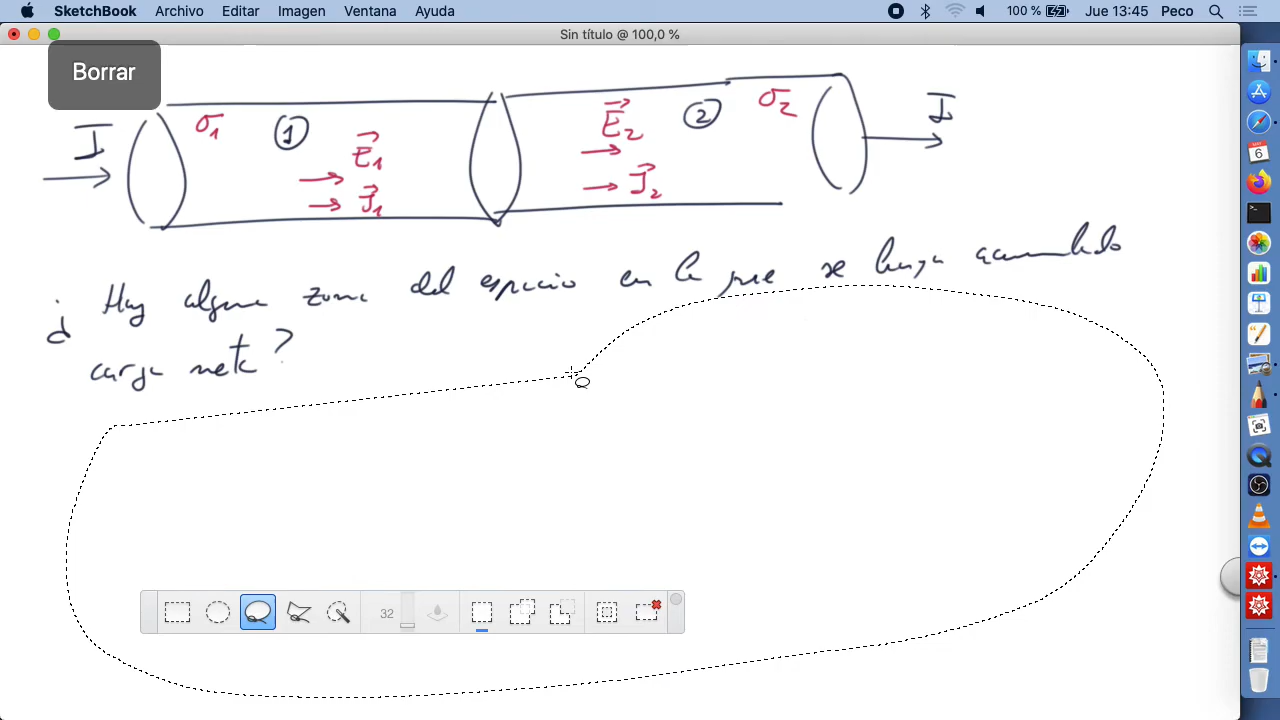 SketchBook Archivo Editar Imagen Ventana Ayuda 100 % Jue 13:45 Peco
Sin título @ 100,0 %
Borrar
I σ1 1 E1 J1 E2 2 σ2 J2 I
¿ Hay alguna zona del espacio en la que se haya acumulado
carga neta ?
32
MAY
6